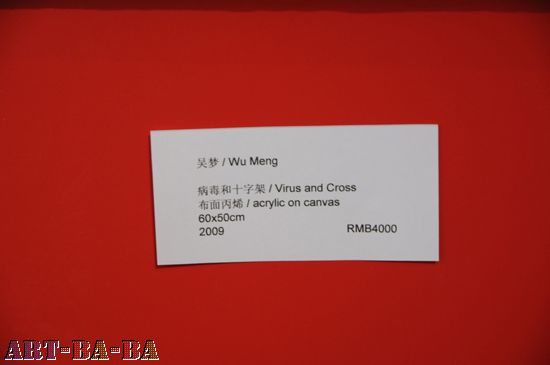 吴梦 / Wu Meng
病毒和十字架 / Virus and Cross
布面丙烯 / acrylic on canvas
60x50cm
2009 RMB4000
ART-BA-BA